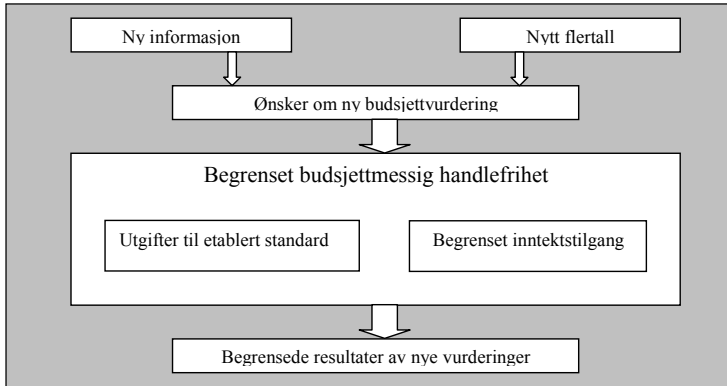 Ny informasjon
Nytt flertall
Ønsker om ny budsjettvurdering
Begrenset budsjettmessig handlefrihet
Utgifter til etablert standard
Begrenset inntektstilgang
Begrensede resultater av nye vurderinger